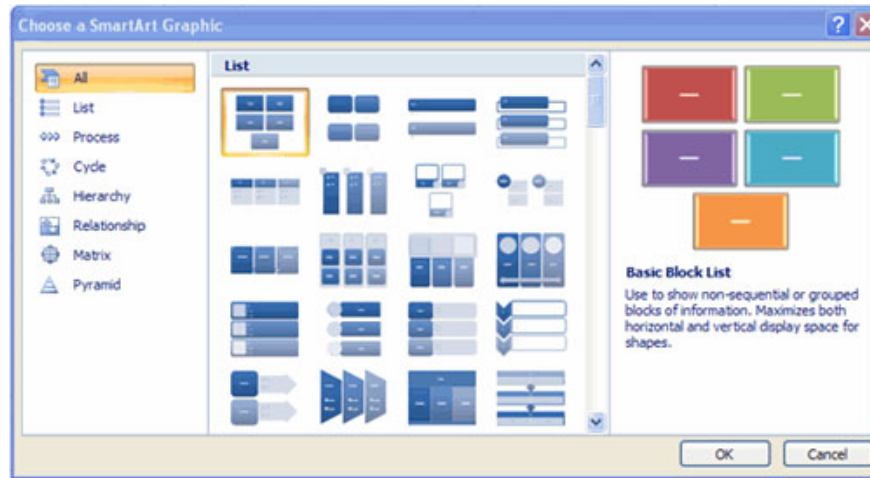 Choose a SmartArt Graphic
All
List
Process
Cycle
Hierarchy
Relationship
Matrix
Pyramid
List
Basic Block List
Use to show non-sequential or grouped
blocks of information. Maximizes both
horizontal and vertical display space for
shapes.
OK
Cancel